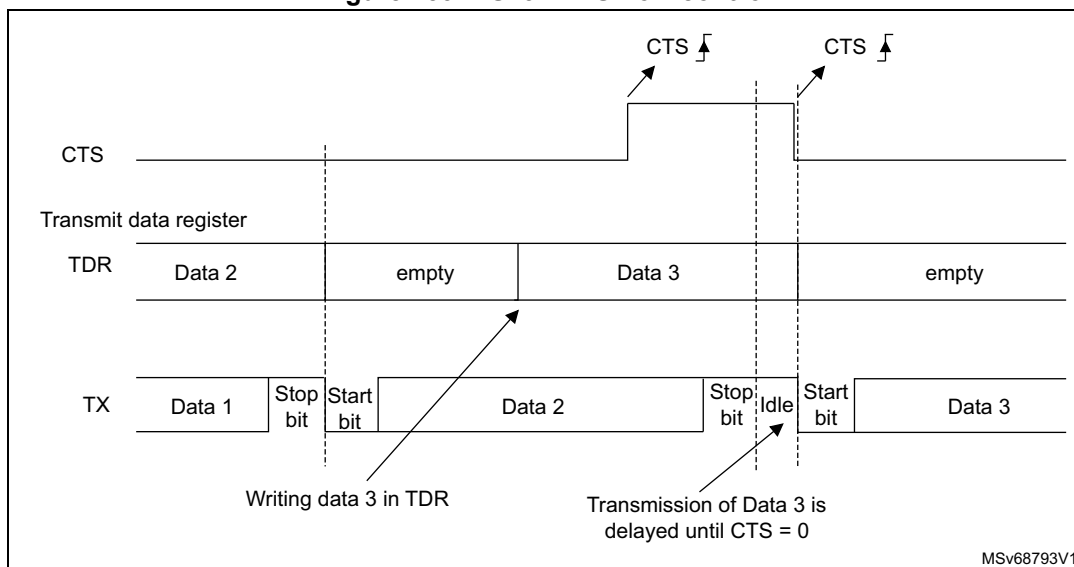 CTS CTS
CTS
Transmit data register
TDR Data 2 empty Data 3 empty
TX Data 1 Stop bit Start bit Data 2 Stop bit Idle Start bit Data 3
Writing data 3 in TDR
Transmission of Data 3 is
delayed until CTS = 0
MSv68793V1